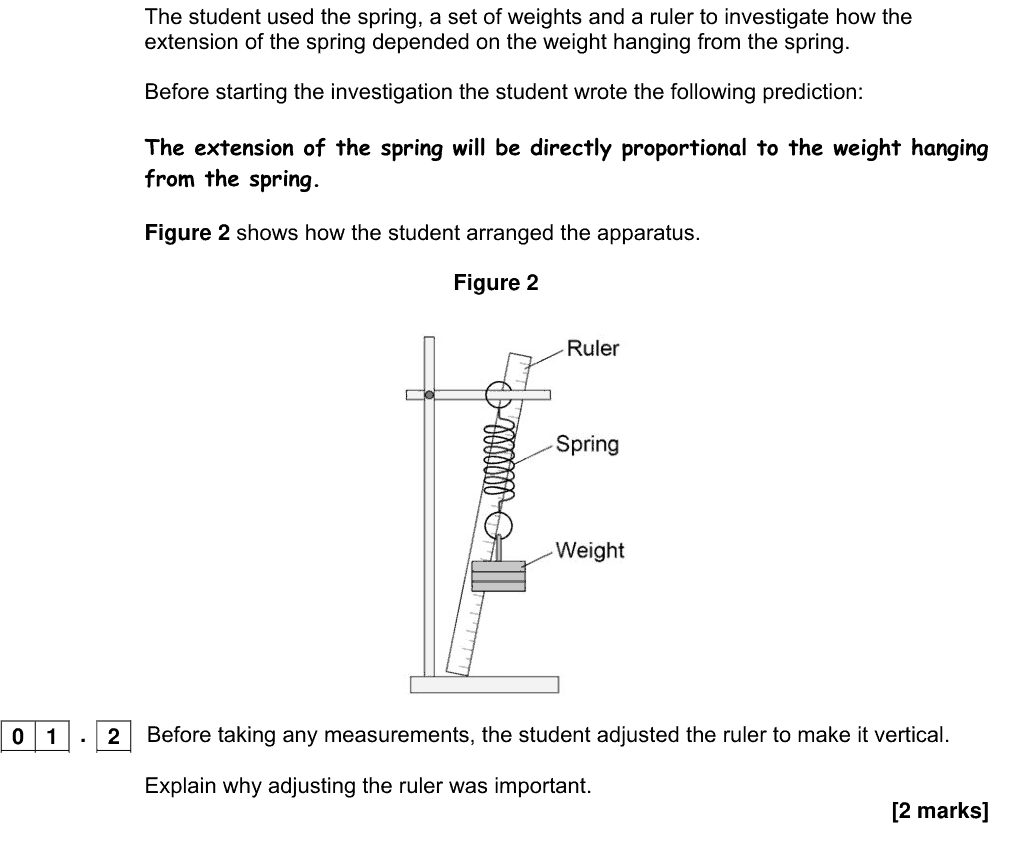 The student used the spring, a set of weights and a ruler to investigate how the
extension of the spring depended on the weight hanging from the spring.
Before starting the investigation the student wrote the following prediction:
The extension of the spring will be directly proportional to the weight hanging
from the spring.
Figure 2 shows how the student arranged the apparatus.
Figure 2
Ruler
Spring
Weight
0 1 . 2 Before taking any measurements, the student adjusted the ruler to make it vertical.
Explain why adjusting the ruler was important.
[2 marks]